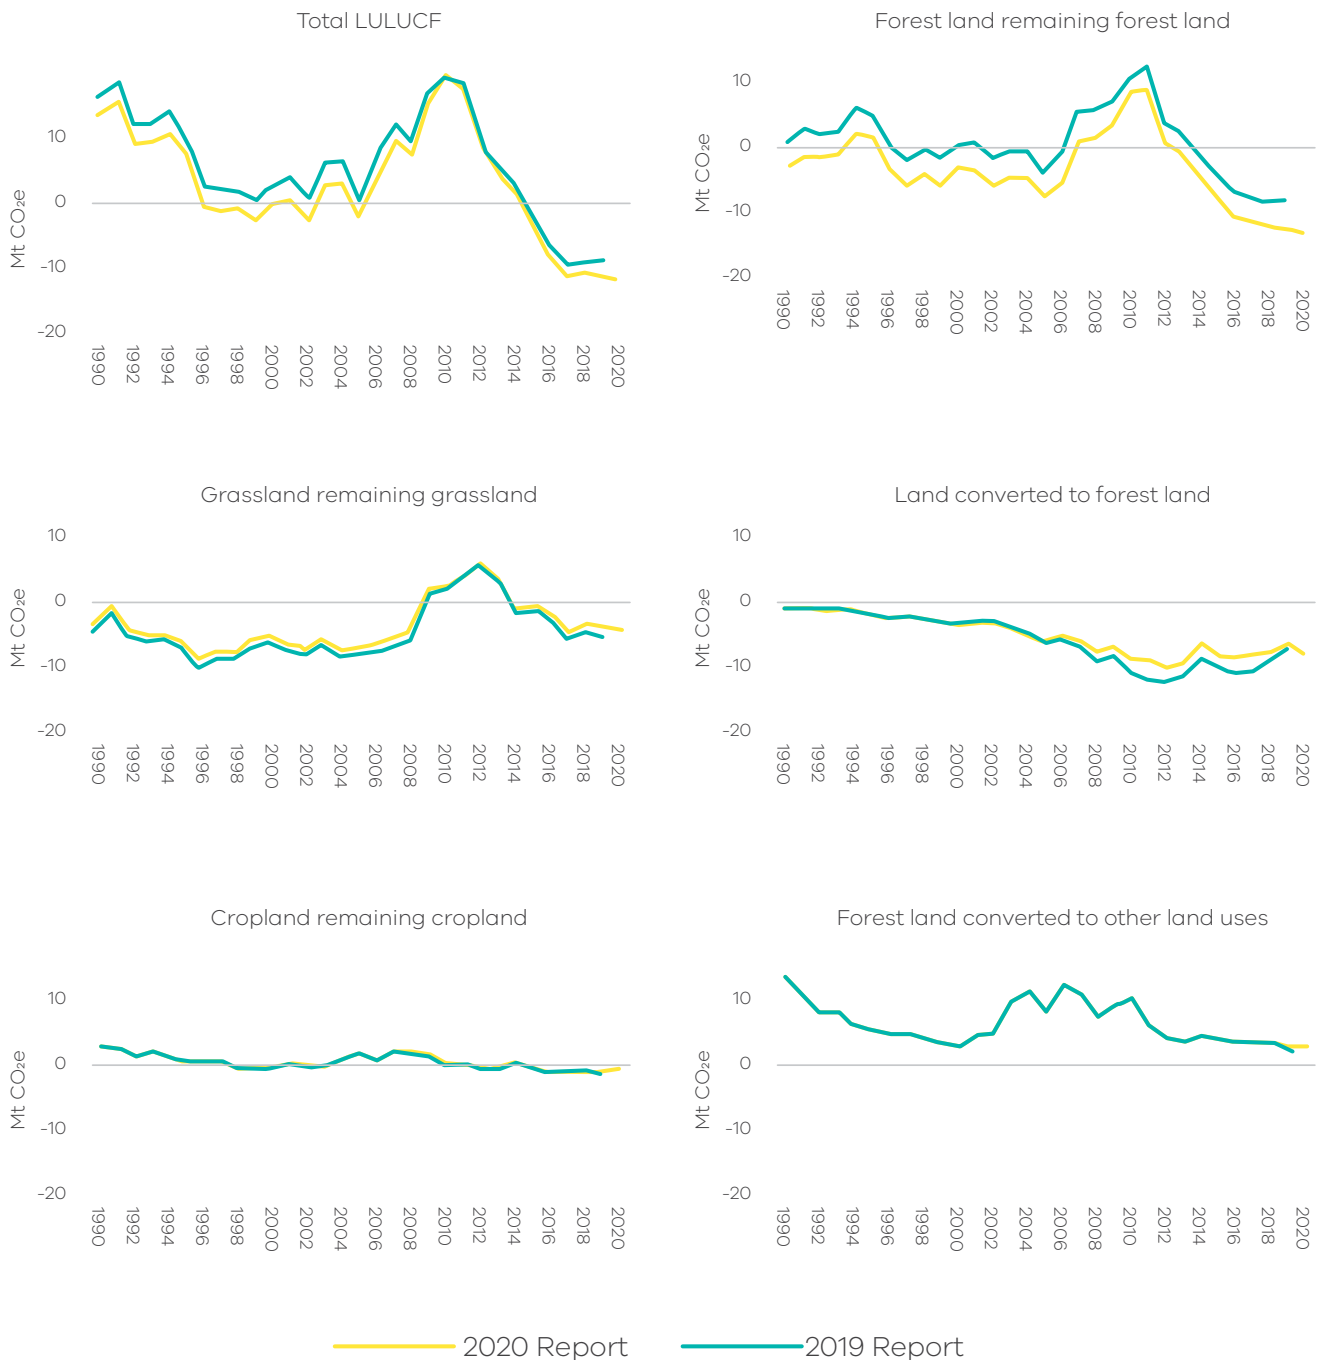 Total LULUCF
Mt CO₂e
10
0
-10
-20
1990 1992 1994 1996 1998 2000 2002 2004 2006 2008 2010 2012 2014 2016 2018 2020
Forest land remaining forest land
Mt CO₂e
10
0
-10
-20
1990 1992 1994 1996 1998 2000 2002 2004 2006 2008 2010 2012 2014 2016 2018 2020
Grassland remaining grassland
Mt CO₂e
10
0
-10
-20
1990 1992 1994 1996 1998 2000 2002 2004 2006 2008 2010 2012 2014 2016 2018 2020
Land converted to forest land
Mt CO₂e
10
0
-10
-20
1990 1992 1994 1996 1998 2000 2002 2004 2006 2008 2010 2012 2014 2016 2018 2020
Cropland remaining cropland
Mt CO₂e
10
0
-10
-20
1990 1992 1994 1996 1998 2000 2002 2004 2006 2008 2010 2012 2014 2016 2018 2020
Forest land converted to other land uses
Mt CO₂e
10
0
-10
-20
1990 1992 1994 1996 1998 2000 2002 2004 2006 2008 2010 2012 2014 2016 2018 2020
2020 Report 2019 Report